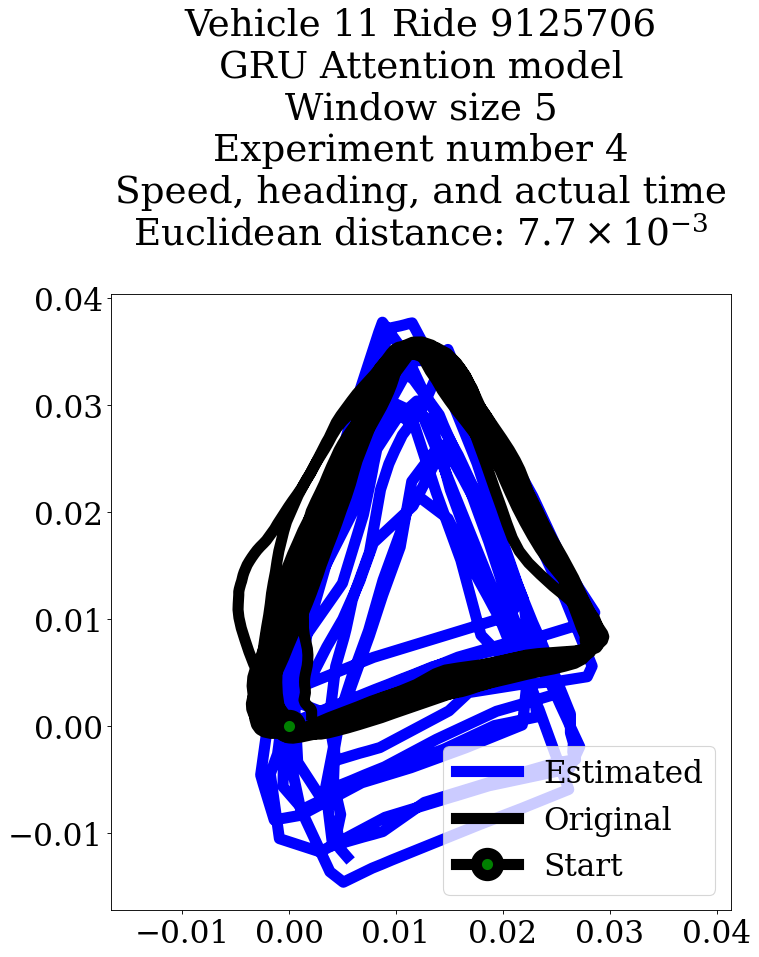 Vehicle 11 Ride 9125706
GRU Attention model
Window size 5
Experiment number 4
Speed, heading, and actual time
Euclidean distance: 7.7 × 10⁻³
0.04
0.03
0.02
0.01
0.00
−0.01
Estimated
Original
Start
−0.01 0.00 0.01 0.02 0.03 0.04